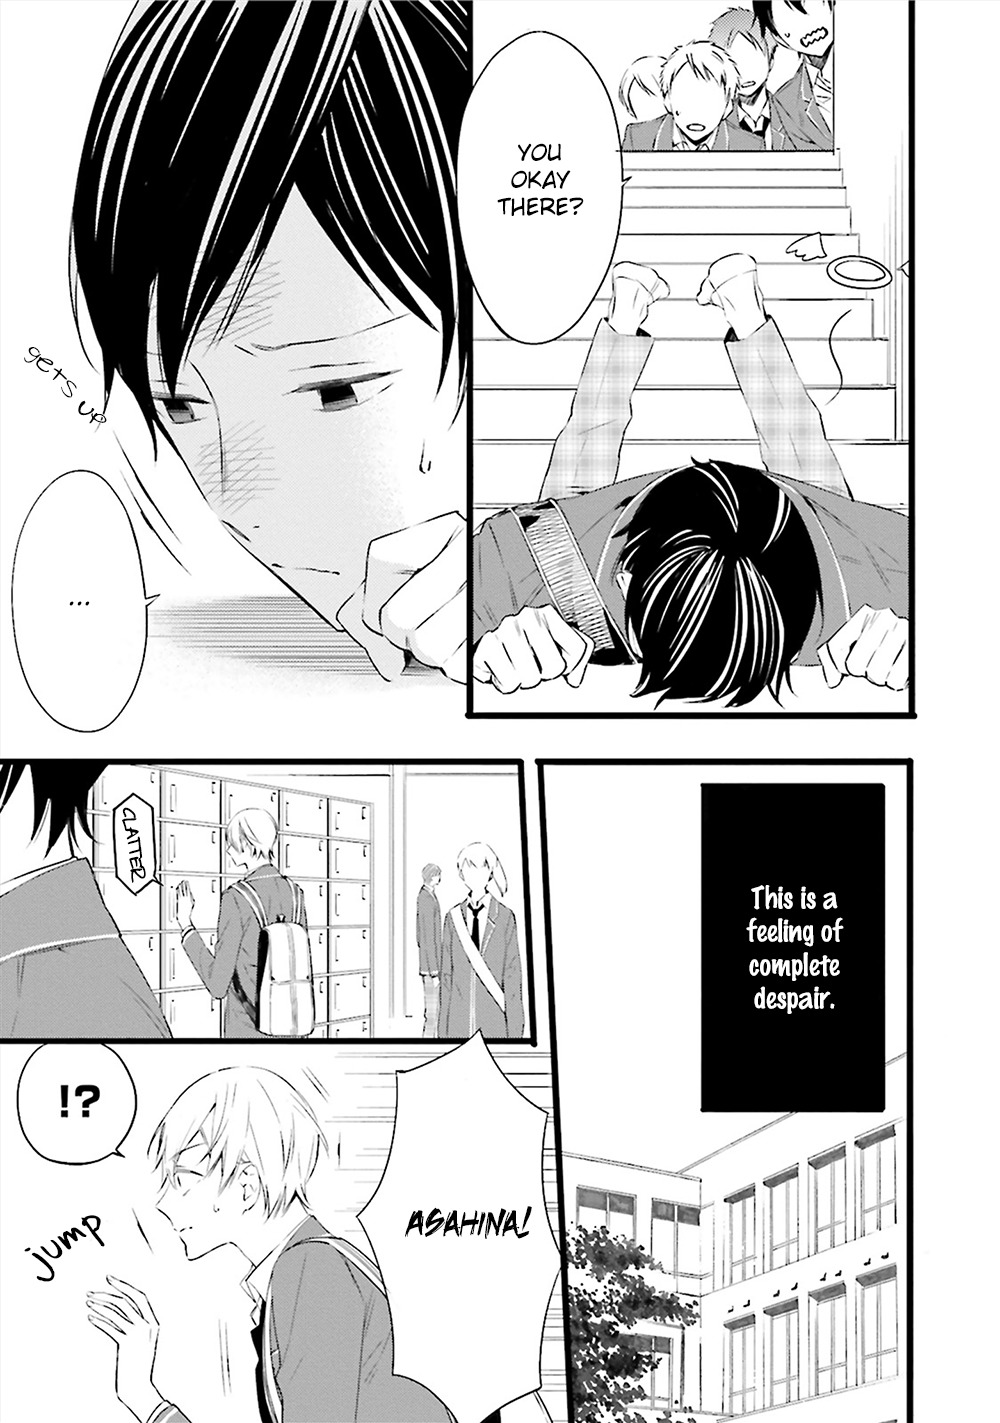 YOU
OKAY
THERE?
gets up
...
This is a
feeling of
complete
despair.
CLATTER
ASAHINA!
!?
jump